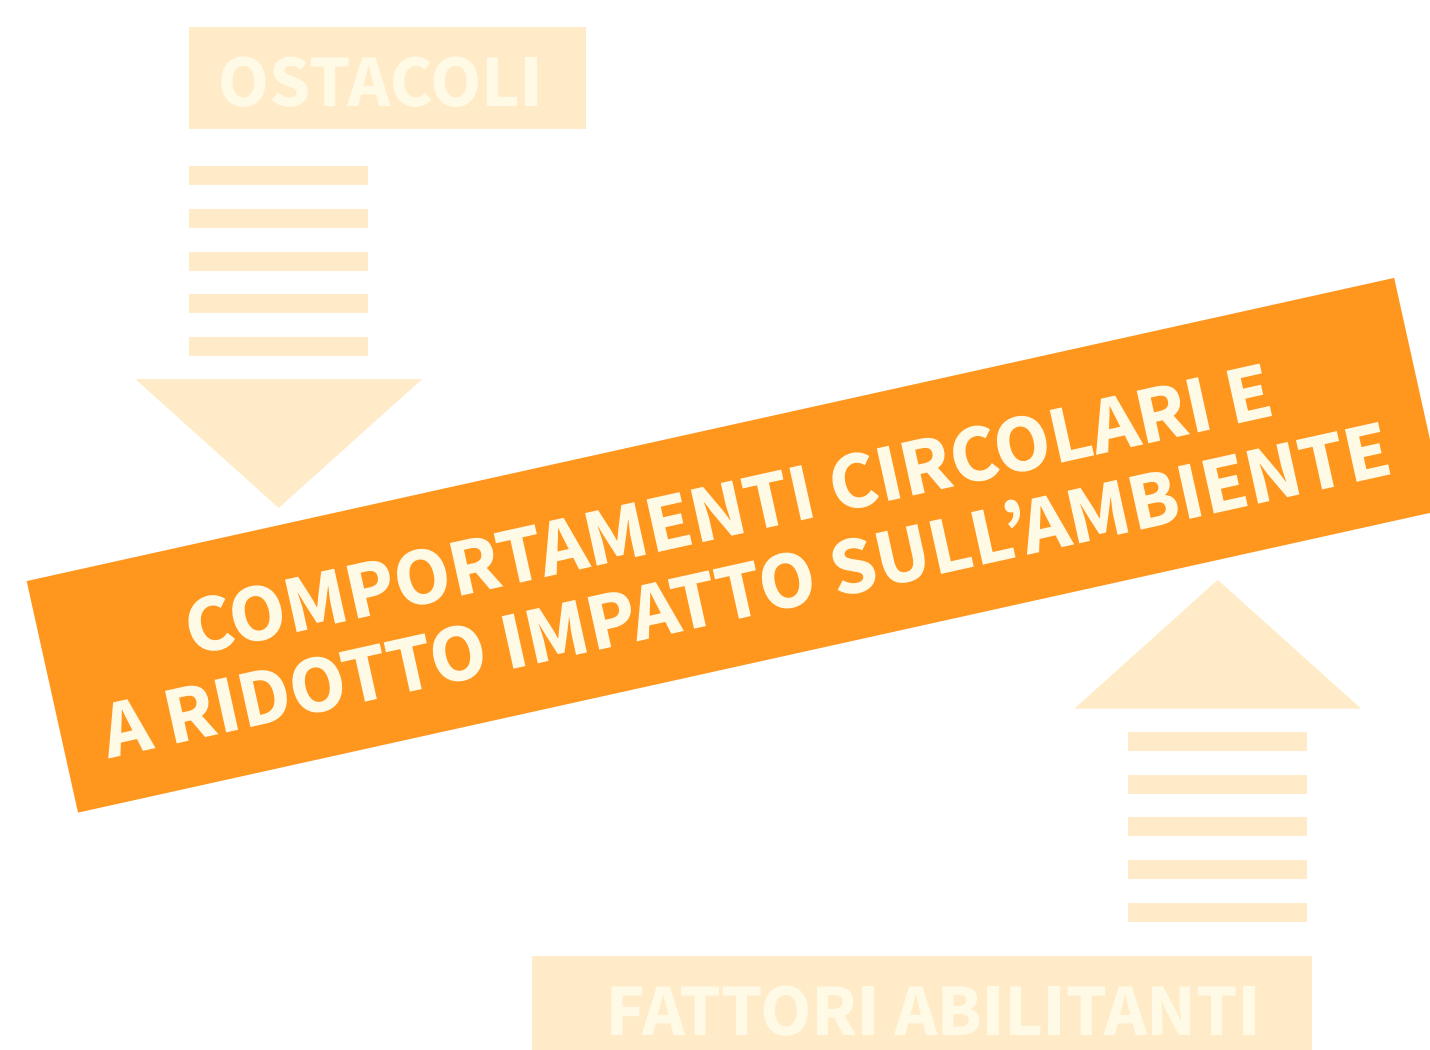 OSTACOLI
COMPORTAMENTI CIRCOLARI E
A RIDOTTO IMPATTO SULL’AMBIENTE
FATTORI ABILITANTI